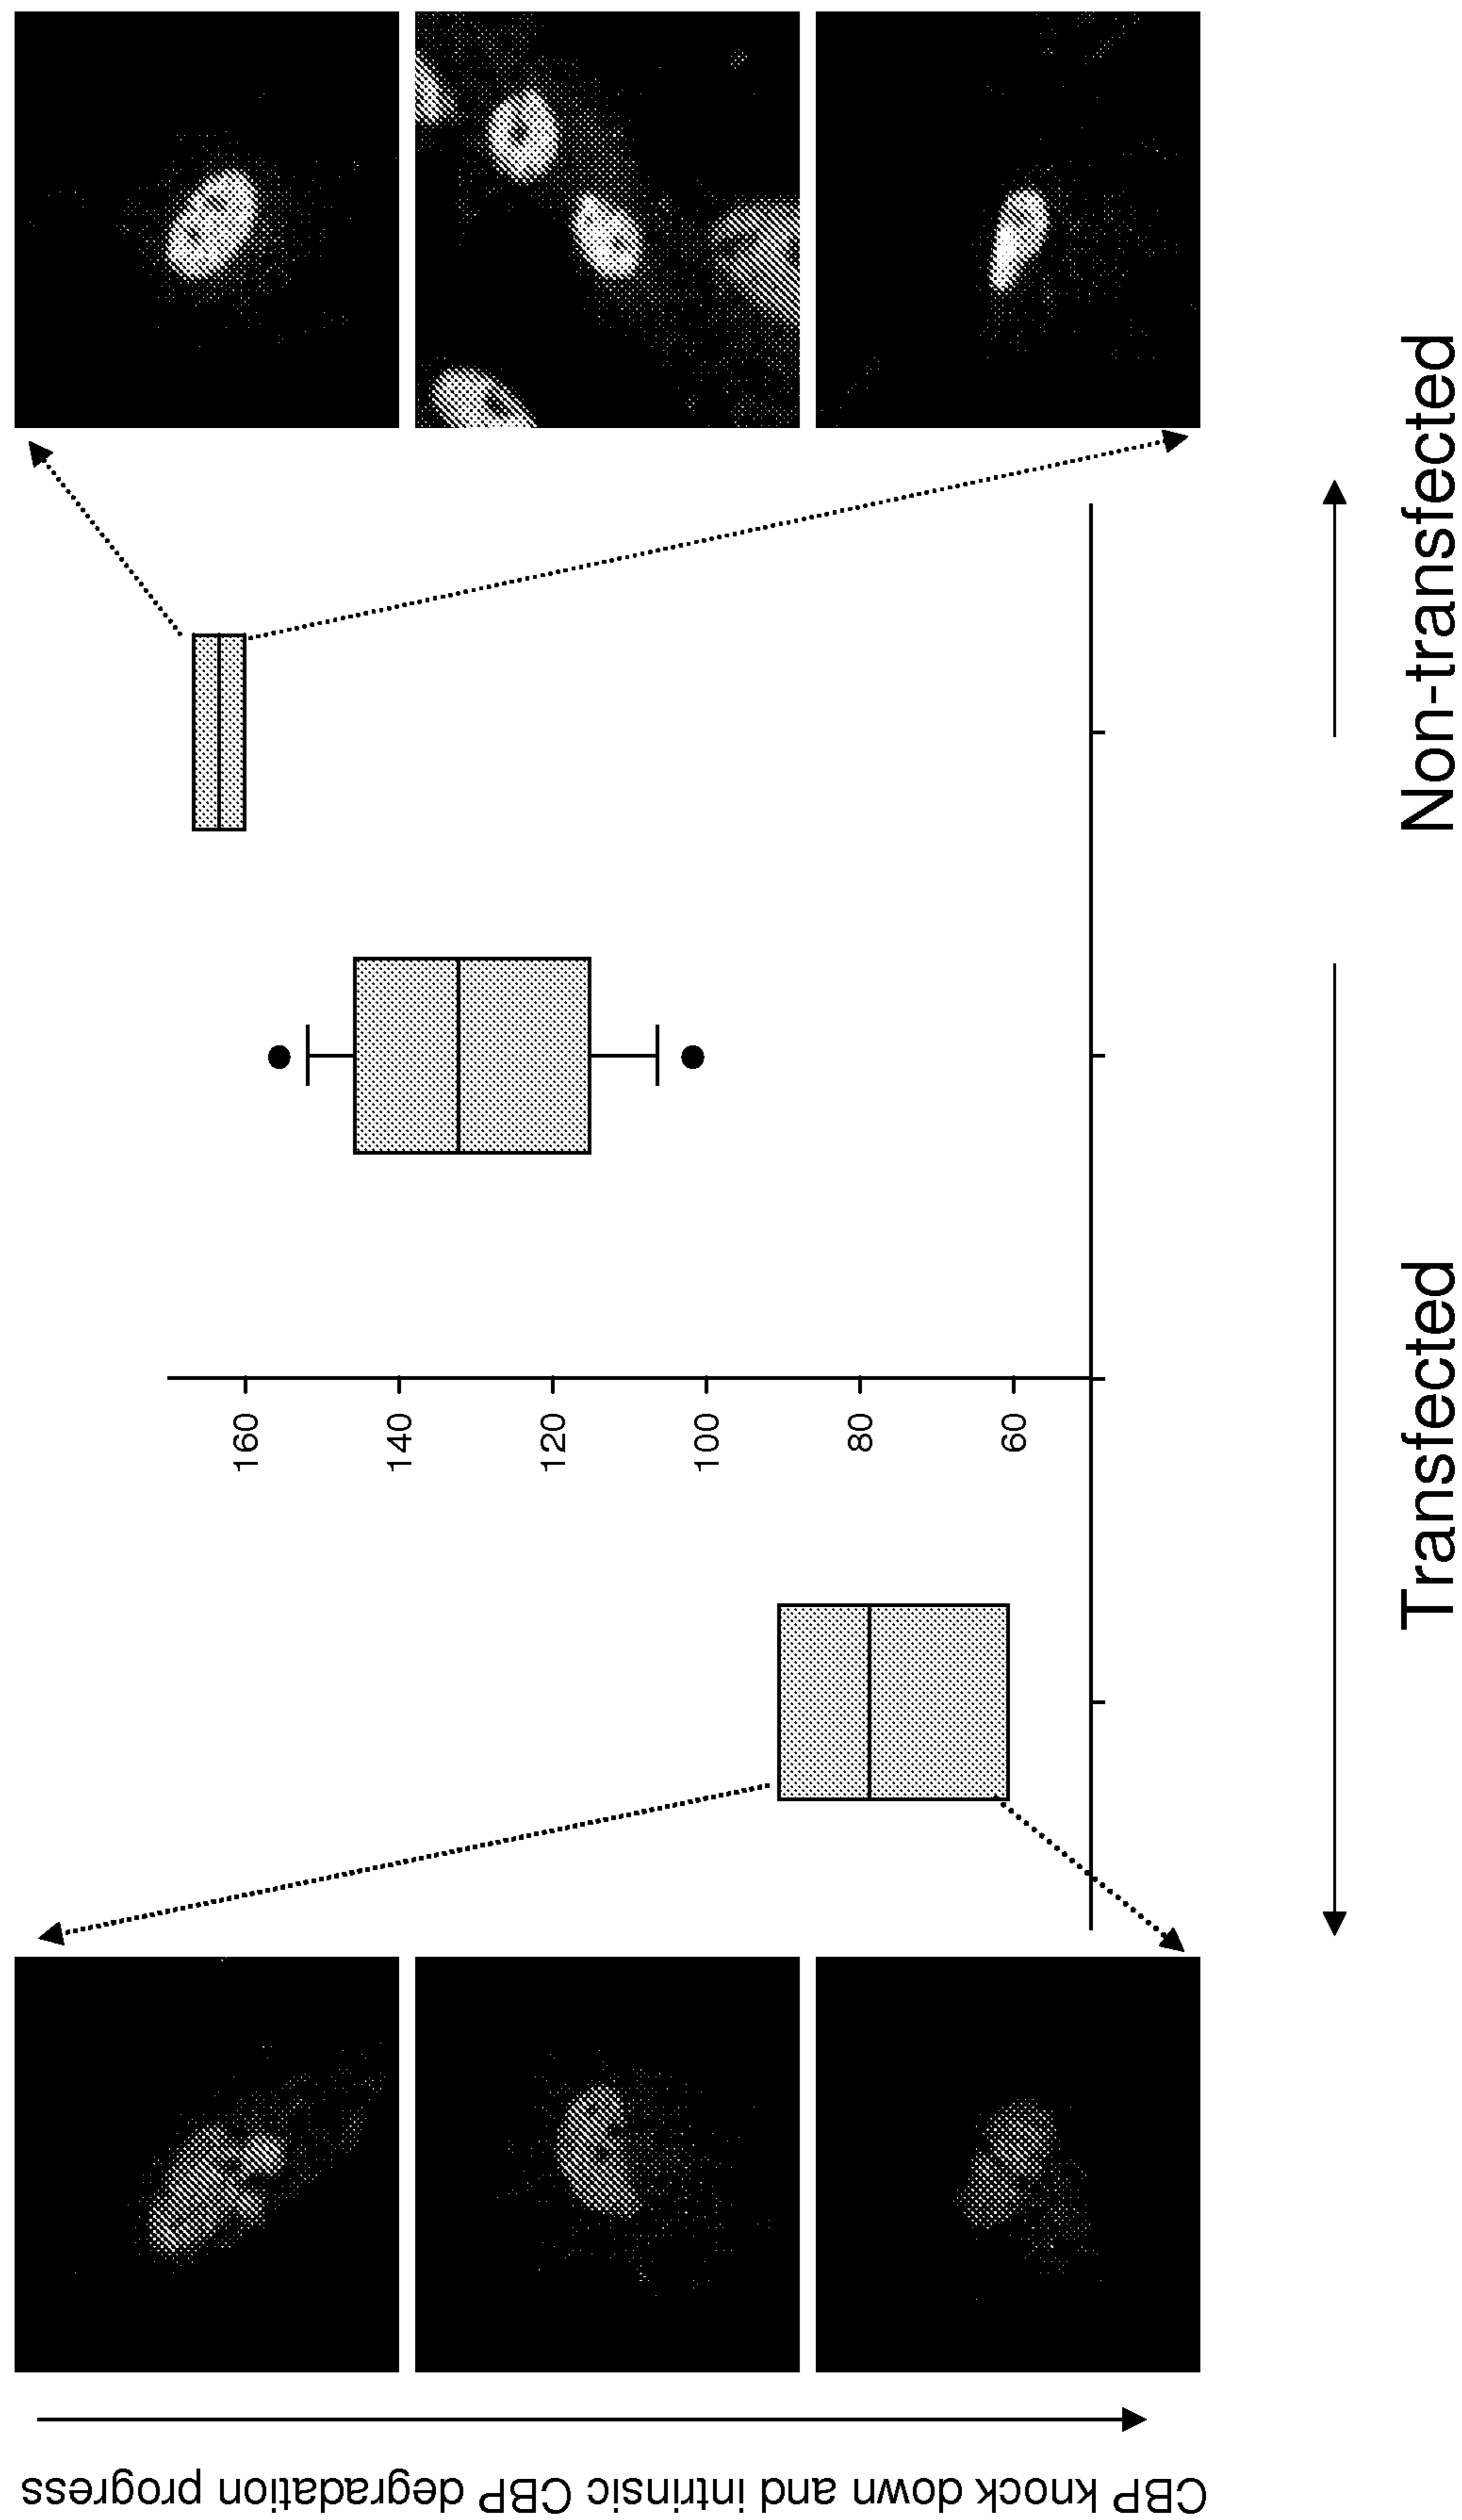 CBP knock down and intrinsic CBP degradation progress
160
140
120
100
80
60
Transfected
Non-transfected